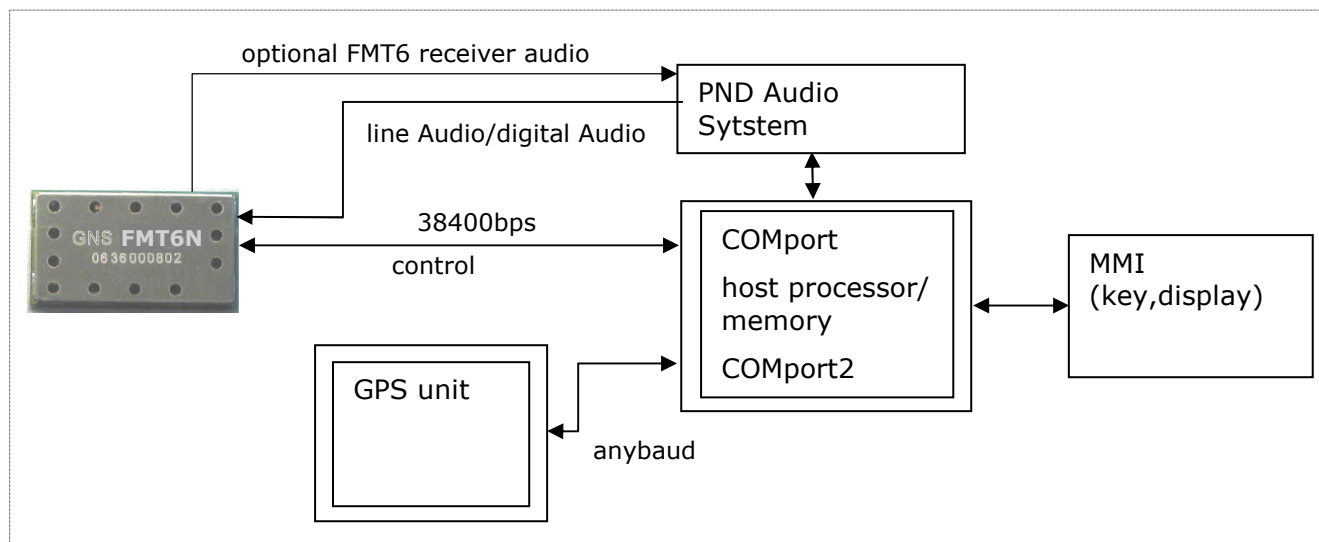 optional FMT6 receiver audio
PND Audio
Sytstem
line Audio/digital Audio
GNS FMT6N
0636000802
38400bps
control
COMport
host processor/
memory
COMport2
MMI
(key,display)
GPS unit
anybaud